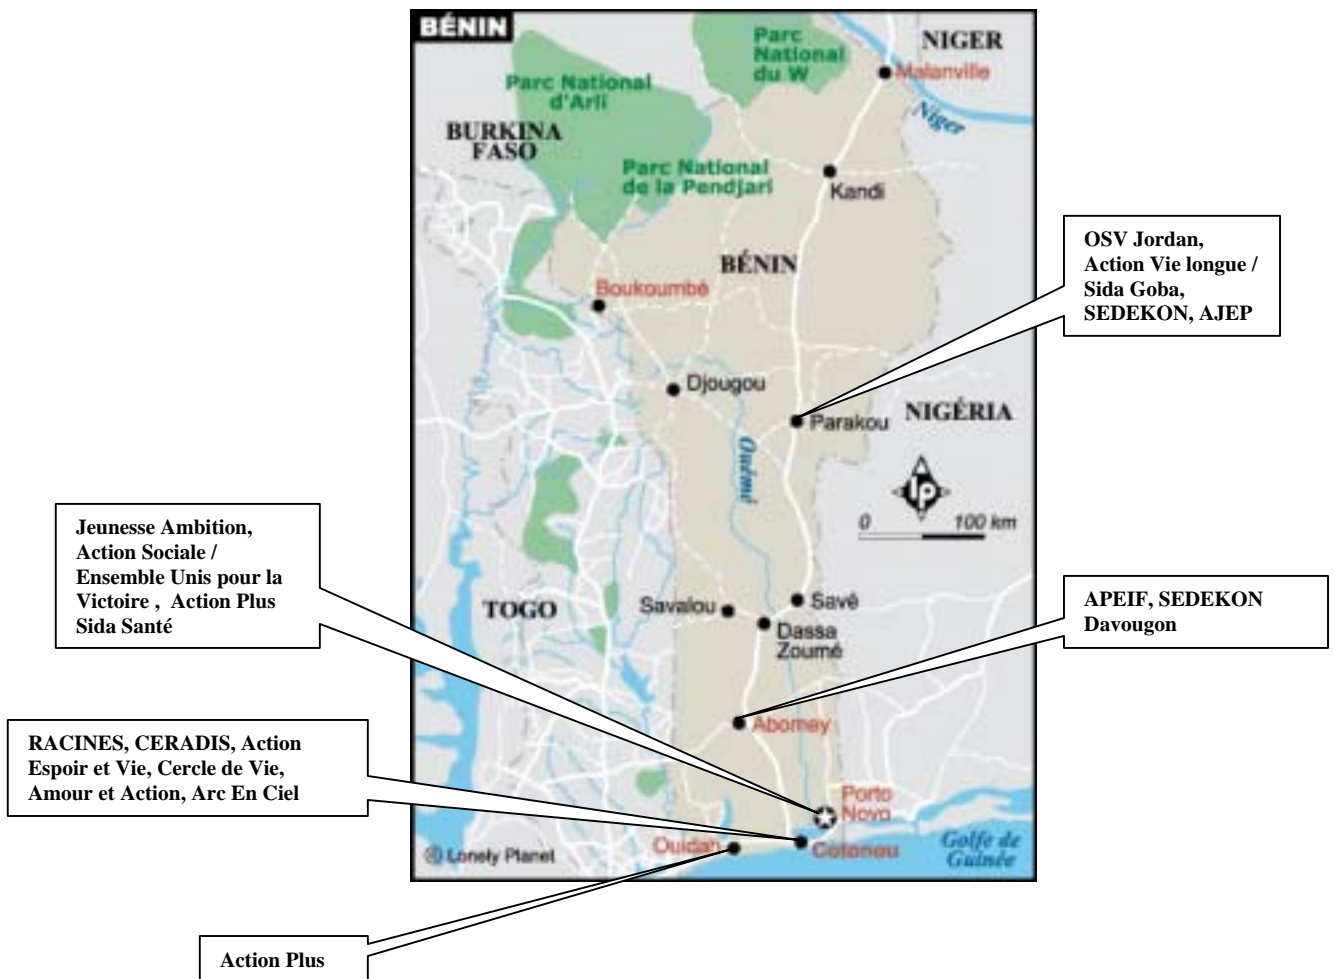 BÉNIN
Parc
National
du W
NIGER
Malanville
Parc National
d'Arli
Niger
BURKINA
FASO
Parc National
de la Pendjari
Kandi
OSV Jordan,
Action Vie longue /
Sida Goba,
SEDEKON, AJEP
BÉNIN
Boukoumbé
Djougou
NIGÉRIA
Parakou
Ouémé
lp
0 100 km
Jeunesse Ambition,
Action Sociale /
Ensemble Unis pour la
Victoire , Action Plus
Sida Santé
TOGO
Savalou
Savé
Dassa
Zoumé
APEIF, SEDEKON
Davougon
Abomey
RACINES, CERADIS, Action
Espoir et Vie, Cercle de Vie,
Amour et Action, Arc En Ciel
Porto
Novo
Ouidah
Cotonou
Golfe de
Guinée
© Lonely Planet
Action Plus